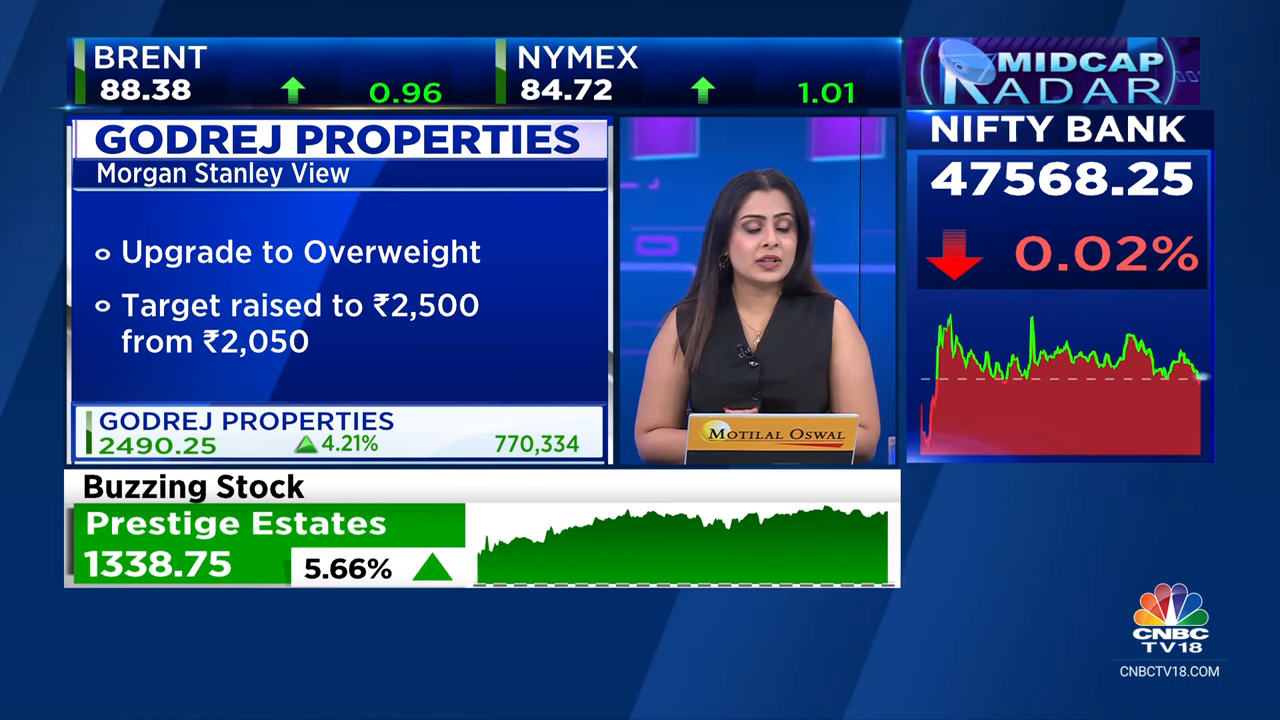 BRENT
88.38 0.96
NYMEX
84.72 1.01
MIDCAP
RADAR
GODREJ PROPERTIES
Morgan Stanley View
Upgrade to Overweight
Target raised to ₹2,500
from ₹2,050
GODREJ PROPERTIES
2490.25 4.21% 770,334
MOTILAL OSWAL
NIFTY BANK
47568.25
0.02%
Buzzing Stock
Prestige Estates
1338.75 5.66%
CNBC
TV18
CNBCTV18.COM